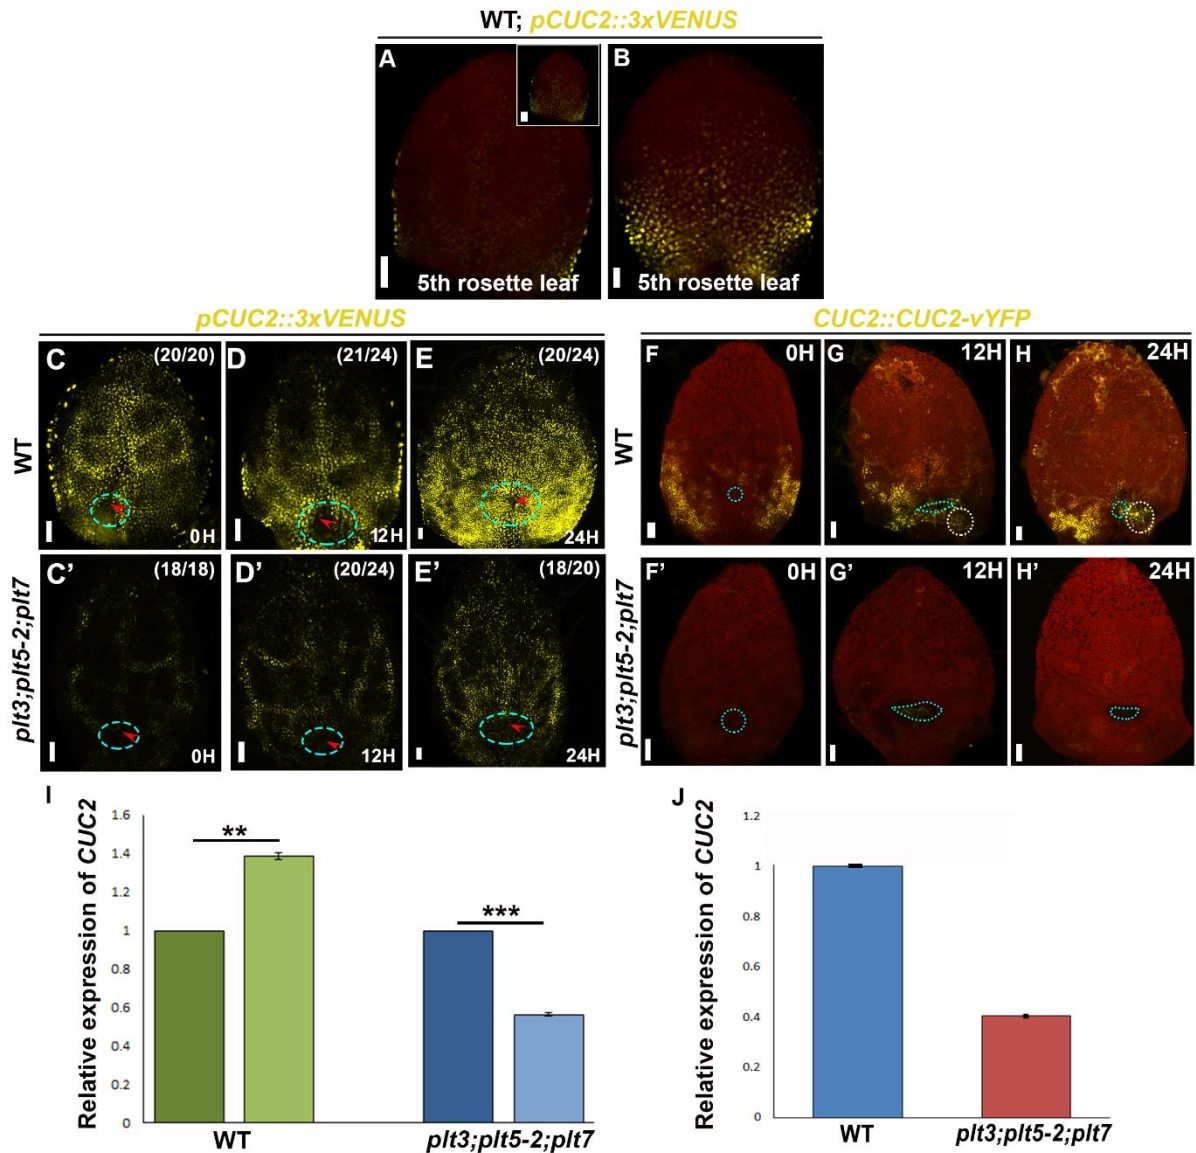 WT; pCUC2::3xVENUS
A
5th rosette leaf
B
5th rosette leaf
pCUC2::3xVENUS
CUC2::CUC2-vYFP
WT
C
(20/20)
0H
D
(21/24)
12H
E
(20/24)
24H
F
0H
G
12H
H
24H
WT
plt3;plt5-2;plt7
C'
(18/18)
0H
D'
(20/24)
12H
E'
(18/20)
24H
plt3;plt5-2;plt7
F'
0H
G'
12H
H'
24H
I
Relative expression of CUC2
1.6
1.4
1.2
1
0.8
0.6
0.4
0.2
0
**
***
WT
plt3;plt5-2;plt7
J
Relative expression of CUC2
1.2
1
0.8
0.6
0.4
0.2
0
WT
plt3;plt5-2;plt7